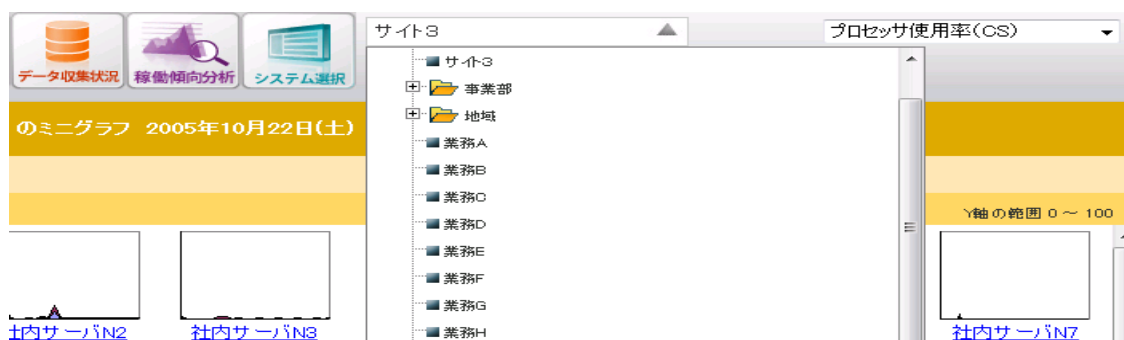 データ収集状況
稼働傾向分析
システム選択
サイト3
プロセッサ使用率(CS)
サイト3
事業部
地域
業務A
業務B
業務C
業務D
業務E
業務F
業務G
業務H
のミニグラフ 2005年10月22日(土)
Y軸の範囲 0 ~ 100
社内サーバN2
社内サーバN3
社内サーバN7